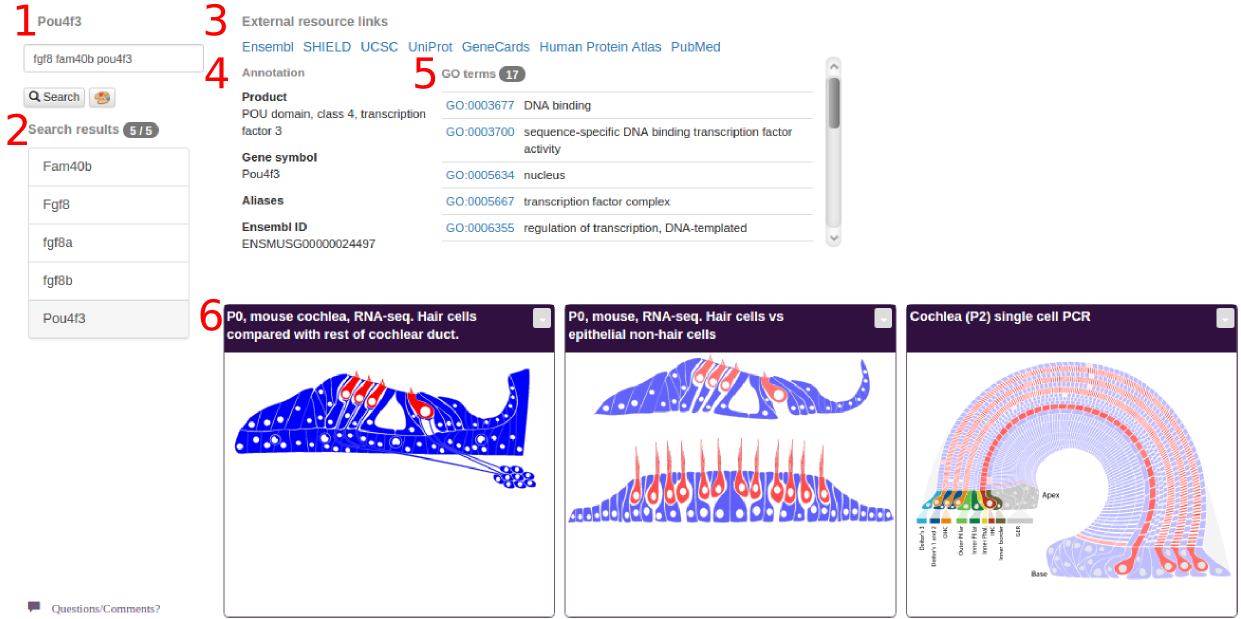 1 Pou4f3
fgf8 fam40b pou4f3
Search
2 Search results 5 / 5
Fam40b
Fgf8
fgf8a
fgf8b
Pou4f3
Questions/Comments?
3 External resource links
Ensembl SHIELD UCSC UniProt GeneCards Human Protein Atlas PubMed
4 Annotation
Product
POU domain, class 4, transcription
factor 3
Gene symbol
Pou4f3
Aliases
Ensembl ID
ENSMUSG00000024497
5 GO terms 17
GO:0003677 DNA binding
GO:0003700 sequence-specific DNA binding transcription factor
activity
GO:0005634 nucleus
GO:0005667 transcription factor complex
GO:0006355 regulation of transcription, DNA-templated
6 P0, mouse cochlea, RNA-seq. Hair cells
compared with rest of cochlear duct.
P0, mouse, RNA-seq. Hair cells vs
epithelial non-hair cells
Cochlea (P2) single cell PCR
Apex
Base
Deiter's 3
Deiter's 1 and 2
OHC
Outer Pillar
Inner Pillar
Inner Phal.
IHC
Inner border
GER